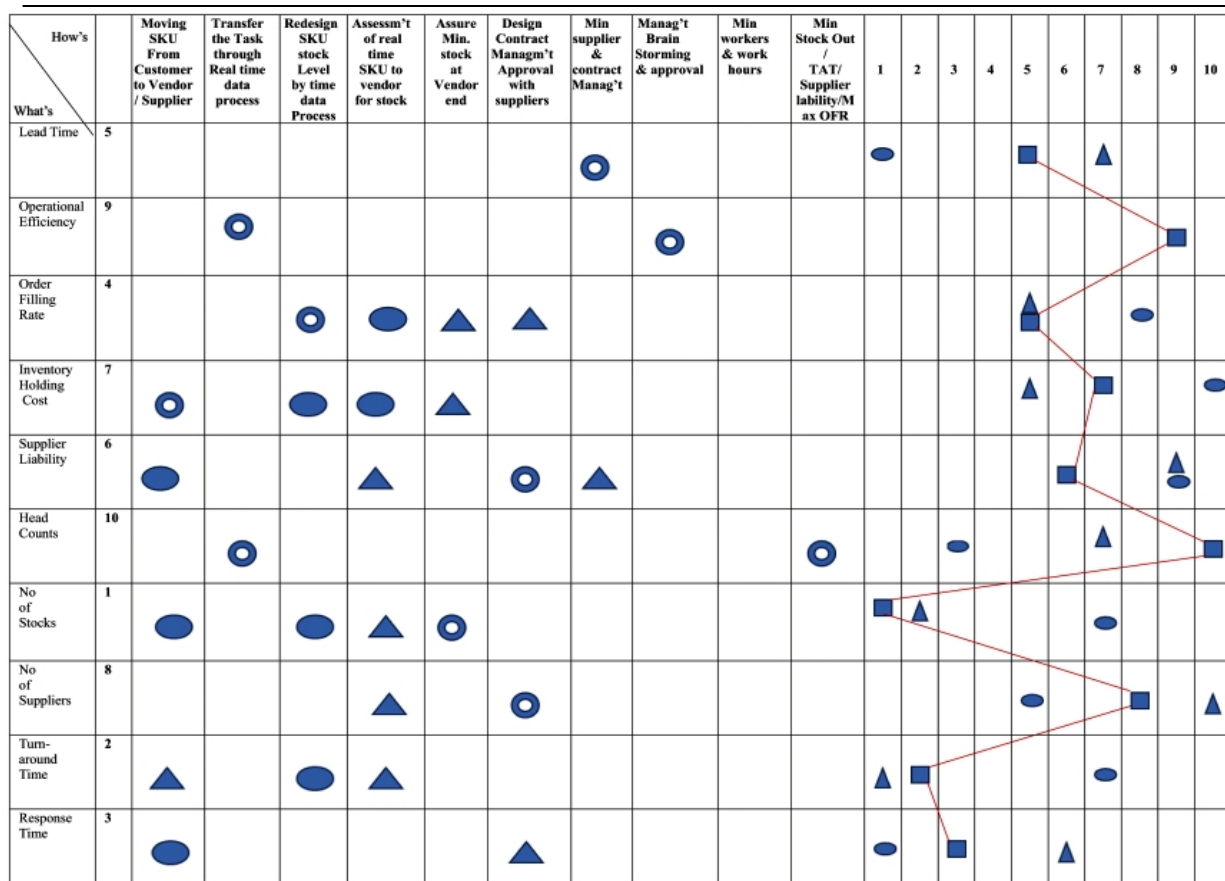 How's
What's
Moving
SKU
From
Customer
to Vendor
/ Supplier
Transfer
the Task
through
Real time
data
process
Redesign
SKU
stock
Level
by time
data
Process
Assessm't
of real
time
SKU to
vendor
for stock
Assure
Min.
stock
at
Vendor
end
Design
Contract
Managm't
Approval
with
suppliers
Min
supplier
&
contract
Manag't
Manag't
Brain
Storming
& approval
Min
workers
& work
hours
Min
Stock Out
/
TAT/
Supplier
lability/M
ax OFR
1 2 3 4 5 6 7 8 9 10
Lead Time 5
Operational 9
Efficiency
Order 4
Filling
Rate
Inventory 7
Holding
Cost
Supplier 6
Liability
Head 10
Counts
No 1
of
Stocks
No 8
of
Suppliers
Turn- 2
around
Time
Response 3
Time